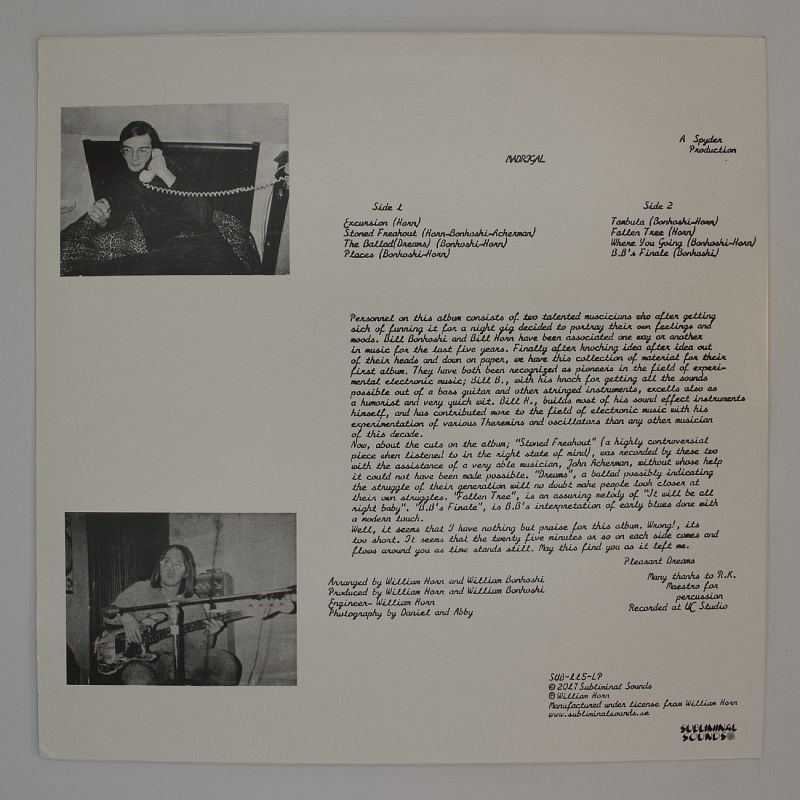 A Spyder
Production
MADRIGAL
Side 1
Excursion (Horn)
Stoned Freakout (Horn-Bonkoski-Ackerman)
The Ballad(Dreams) (Bonkoski-Horn)
Places (Bonkoski-Horn)
Side 2
Tambuta (Bonkoski-Horn)
Fallen Tree (Horn)
Where You Going (Bonkoski-Horn)
B.B's Finale (Bonkoski)
Personnel on this album consists of two talented musciciuns who after getting
sick of funning it for a night gig decided to portray their own feelings and
moods. Bill Bonkoski and Bill Horn have been associated one way or another
in music for the last five years. Finally after knocking idea after idea out
of their heads and down on paper, we have this collection of material for their
first album. They have both been recognized as pioneers in the field of experi-
mental electronic music; Bill B., with his knack for getting all the sounds
possible out of a bass guitar and other stringed instruments, excells also as
a humorist and very quick wit. Bill H., builds most of his sound effect instruments
himself, and has contributed more to the field of electronic music with his
experimentation of various Theremins and oscillators than any other musician
of this decade.
Now, about the cuts on the album; "Stoned Freakout" (a highly controversial
piece when listened to in the right state of mind), was recorded by these two
with the assistance of a very able musician, John Ackerman, without whose help
it could not have been made possible. "Dreams", a ballad possibly indicating
the struggle of their generation will no doubt make people look closer at
their own struggles. "Fallen Tree", is an assuring melody of "It will be all
right baby". "B.B's Finale", is B.B's interpretation of early blues done with
a modern touch.
Well, it seems that I have nothing but praise for this album. Wrong!, its
too short. It seems that the twenty five minutes or so on each side comes and
flows around you as time stands still. May this find you as it left me.
Pleasant Dreams
Arranged by William Horn and William Bonkoski
Produced by William Horn and William Bonkoski
Engineer- William Horn
Photography by Daniel and Abby
Many thanks to R.K.
Maestro for
percussion
Recorded at UC Studio
SUB-115-LP
© 2017 Subliminal Sounds
℗ William Horn
Manufactured under license from William Horn
www.subliminalsounds.se
SUBLIMINAL
SOUNDS